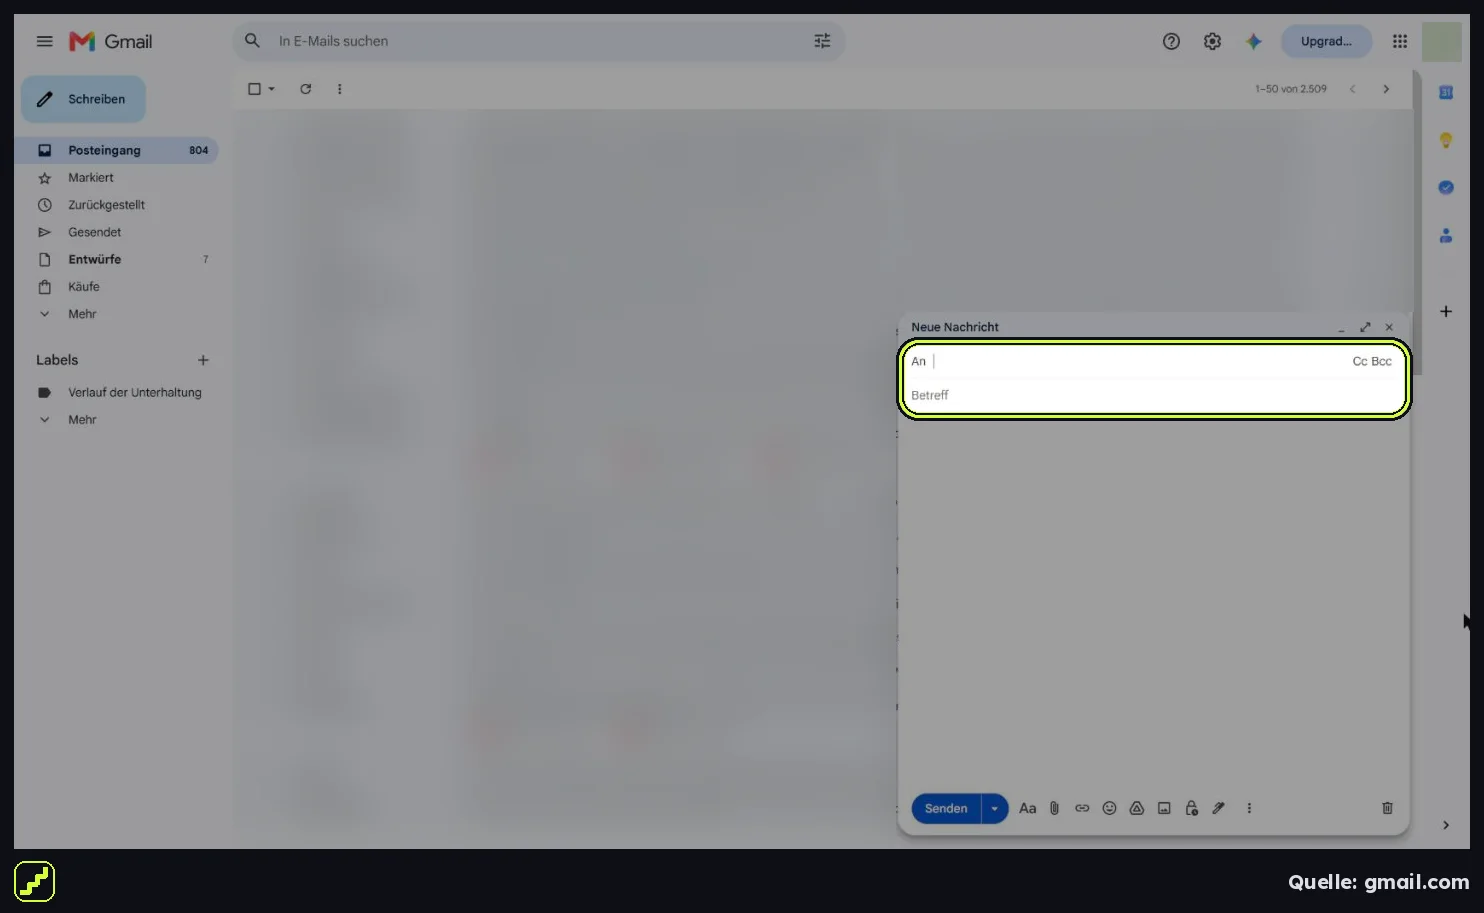 Gmail
In E-Mails suchen
Upgrad...
Schreiben
1–50 von 2.509
Posteingang 804
Markiert
Zurückgestellt
Gesendet
Entwürfe 7
Käufe
Mehr
Labels
Verlauf der Unterhaltung
Mehr
Neue Nachricht
An Cc Bcc
Betreff
Senden Aa
31
Quelle: gmail.com